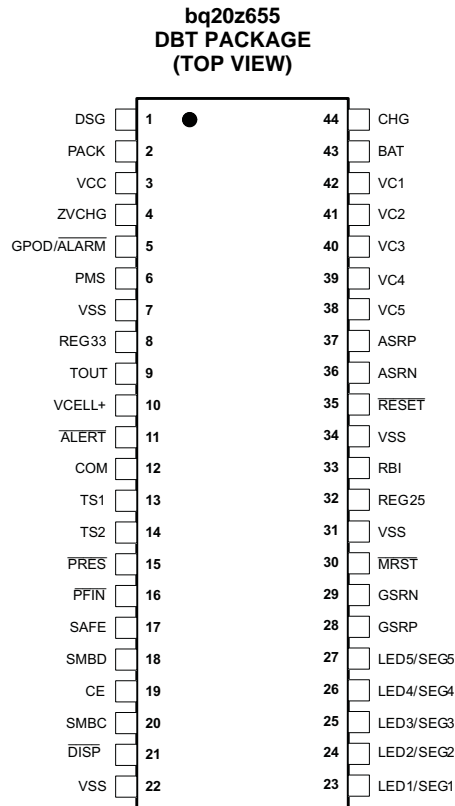 bq20z655
DBT PACKAGE
(TOP VIEW)
DSG 1 44 CHG
PACK 2 43 BAT
VCC 3 42 VC1
ZVCHG 4 41 VC2
GPOD/ALARM 5 40 VC3
PMS 6 39 VC4
VSS 7 38 VC5
REG33 8 37 ASRP
TOUT 9 36 ASRN
VCELL+ 10 35 RESET
ALERT 11 34 VSS
COM 12 33 RBI
TS1 13 32 REG25
TS2 14 31 VSS
PRES 15 30 MRST
PFIN 16 29 GSRN
SAFE 17 28 GSRP
SMBD 18 27 LED5/SEG5
CE 19 26 LED4/SEG4
SMBC 20 25 LED3/SEG3
DISP 21 24 LED2/SEG2
VSS 22 23 LED1/SEG1